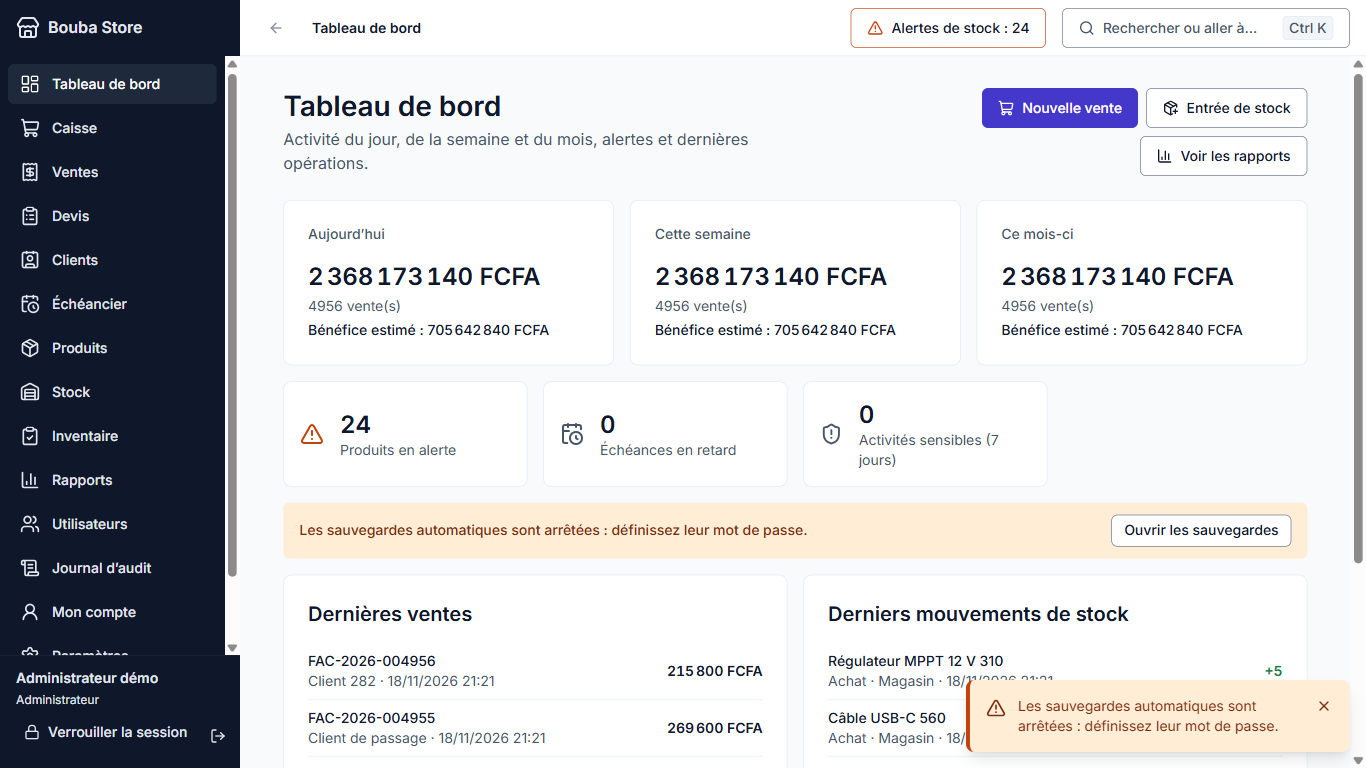 Bouba Store
Tableau de bord
Caisse
Ventes
Devis
Clients
Échéancier
Produits
Stock
Inventaire
Rapports
Utilisateurs
Journal d’audit
Mon compte
Paramètres
Administrateur démo
Administrateur
Verrouiller la session
Tableau de bord
Alertes de stock : 24
Rechercher ou aller à…
Ctrl K
Tableau de bord
Activité du jour, de la semaine et du mois, alertes et dernières
opérations.
Nouvelle vente
Entrée de stock
Voir les rapports
Aujourd’hui
2 368 173 140 FCFA
4956 vente(s)
Bénéfice estimé : 705 642 840 FCFA
Cette semaine
2 368 173 140 FCFA
4956 vente(s)
Bénéfice estimé : 705 642 840 FCFA
Ce mois-ci
2 368 173 140 FCFA
4956 vente(s)
Bénéfice estimé : 705 642 840 FCFA
24
Produits en alerte
0
Échéances en retard
0
Activités sensibles (7
jours)
Les sauvegardes automatiques sont arrêtées : définissez leur mot de passe.
Ouvrir les sauvegardes
Dernières ventes
FAC-2026-004956
Client 282 · 18/11/2026 21:21
215 800 FCFA
FAC-2026-004955
Client de passage · 18/11/2026 21:21
269 600 FCFA
Derniers mouvements de stock
Régulateur MPPT 12 V 310
Achat · Magasin · 18/11/2026 21:21
+5
Câble USB-C 560
Achat · Magasin · 18/
Les sauvegardes automatiques sont
arrêtées : définissez leur mot de passe.